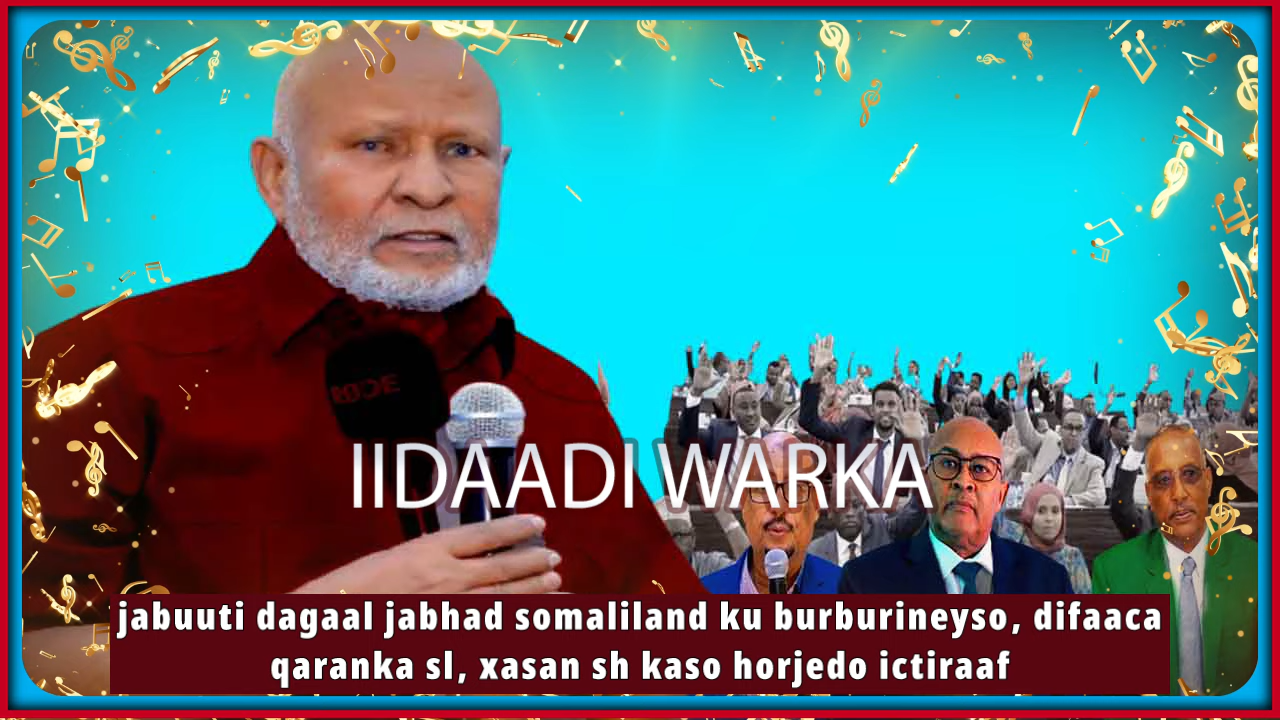 IIDAADI WARKA
jabuuti dagaal jabhad somaliland ku burburineyso, difaaca
qaranka sl, xasan sh kaso horjedo ictiraaf